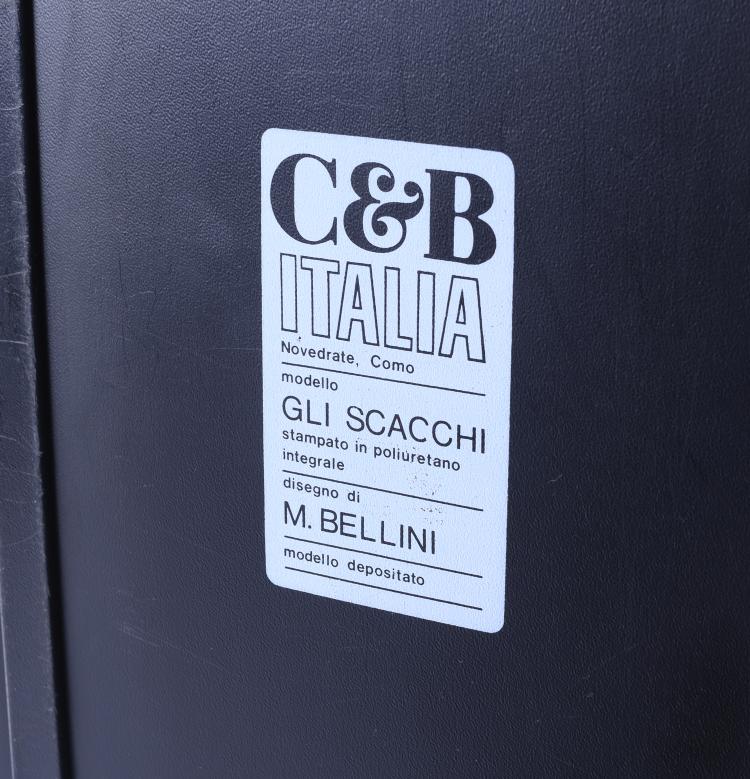 C&B
ITALIA
Novedrate, Como
modello
GLI SCACCHI
stampato in poliuretano
integrale
disegno di
M. BELLINI
modello depositato